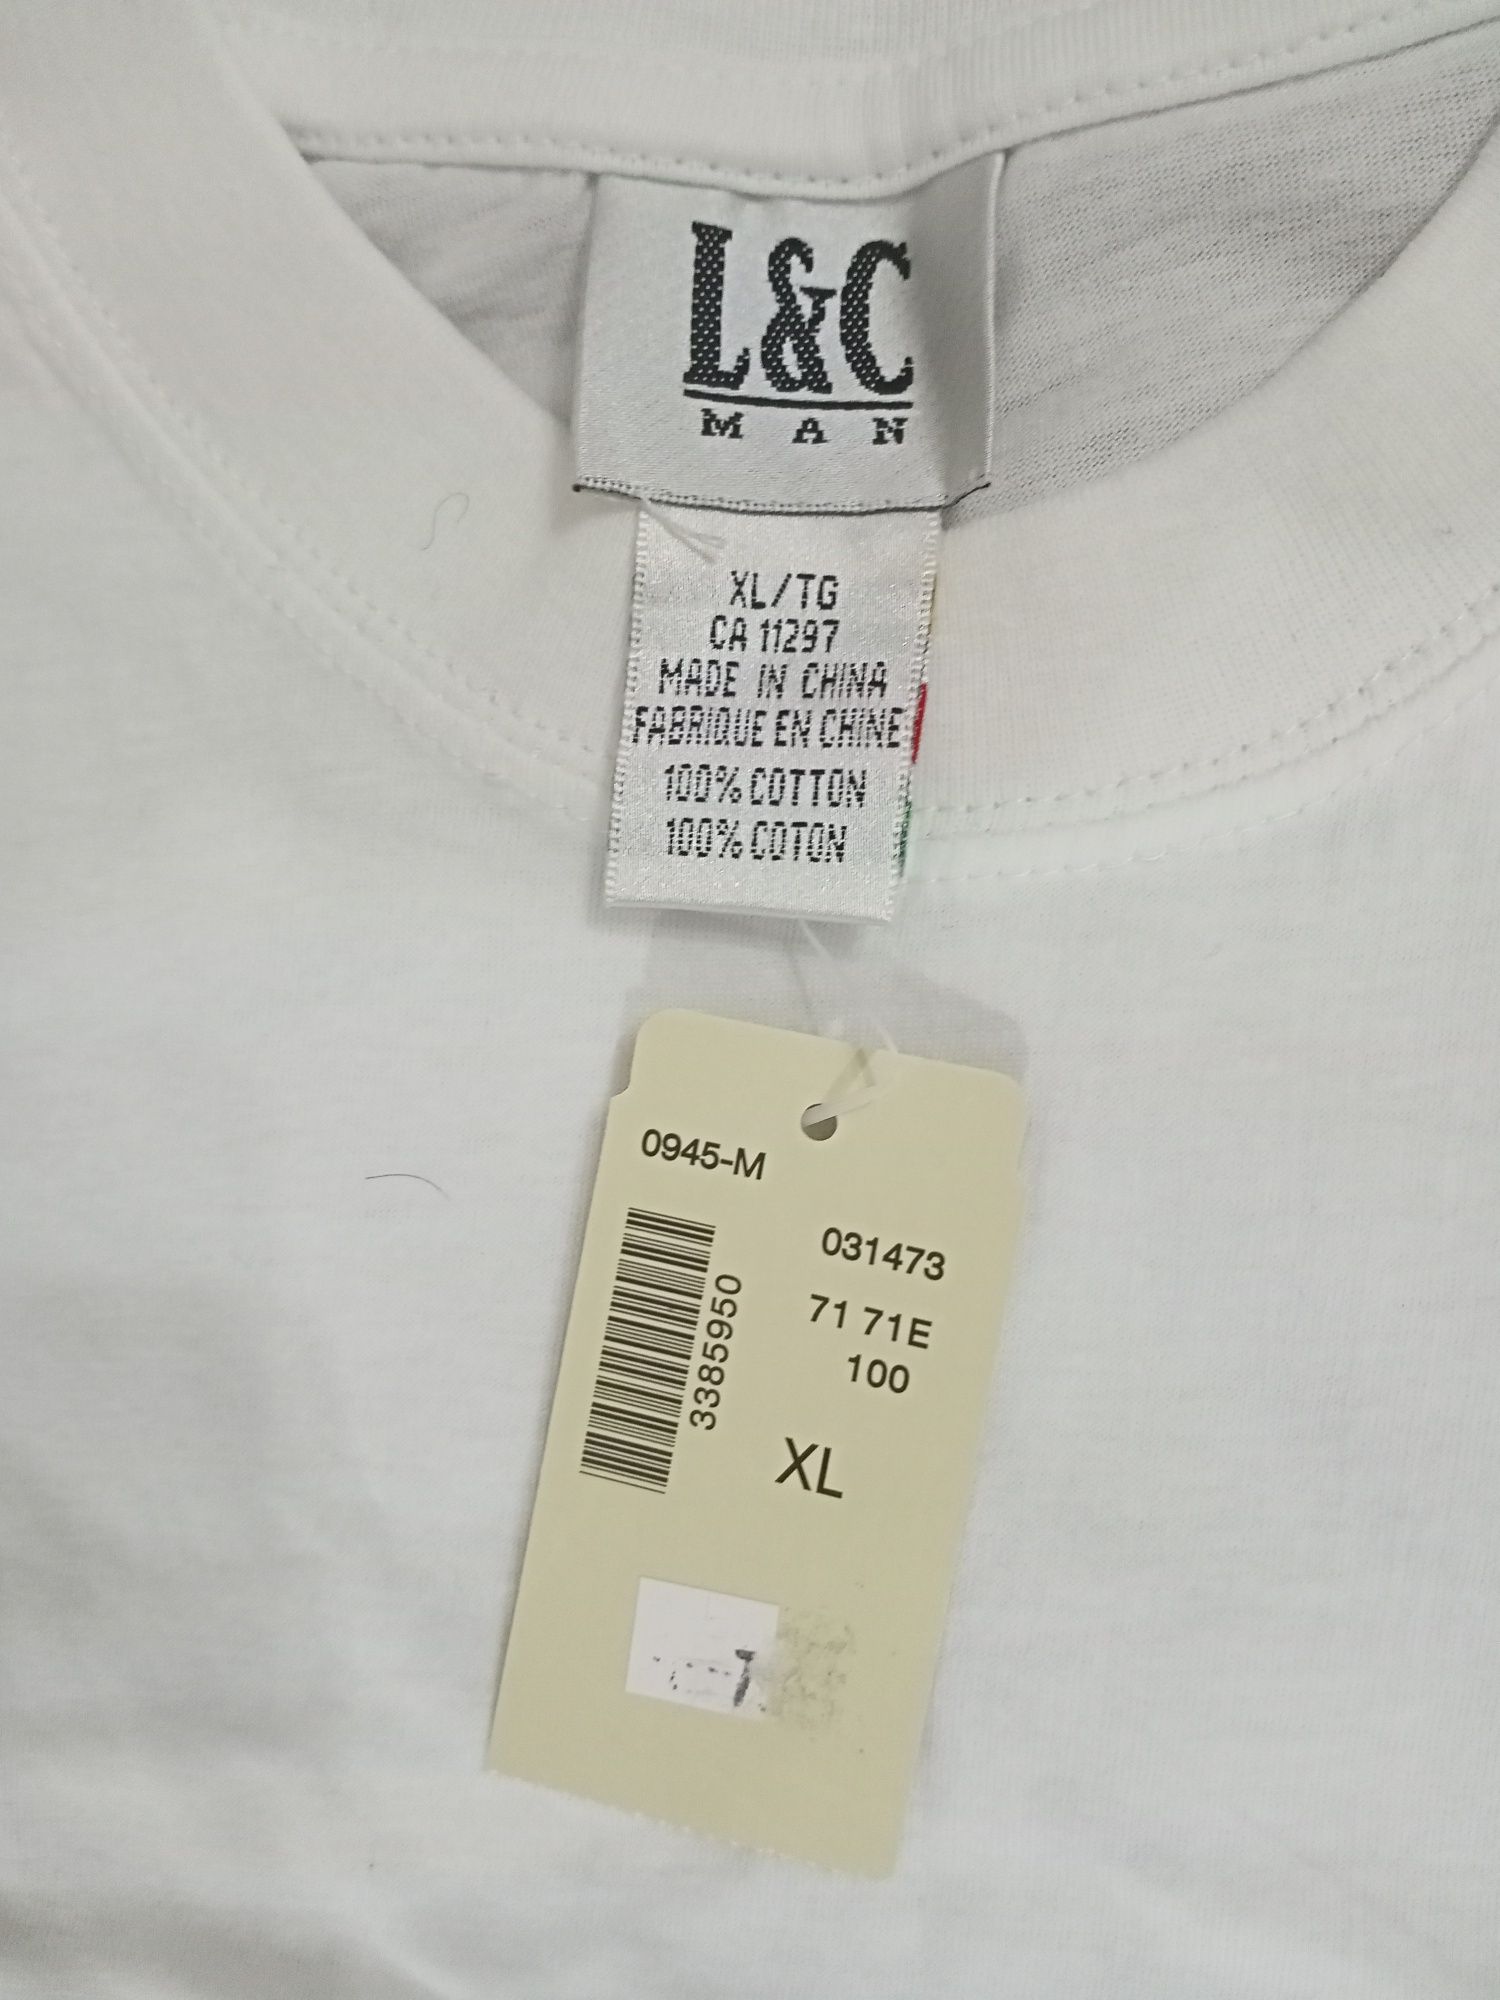 L&C
MAN
XL/TG
CA 11297
MADE IN CHINA
FABRIQUE EN CHINE
100% COTTON
100% COTON
0945-M
031473
71 71E
100
3385950
XL